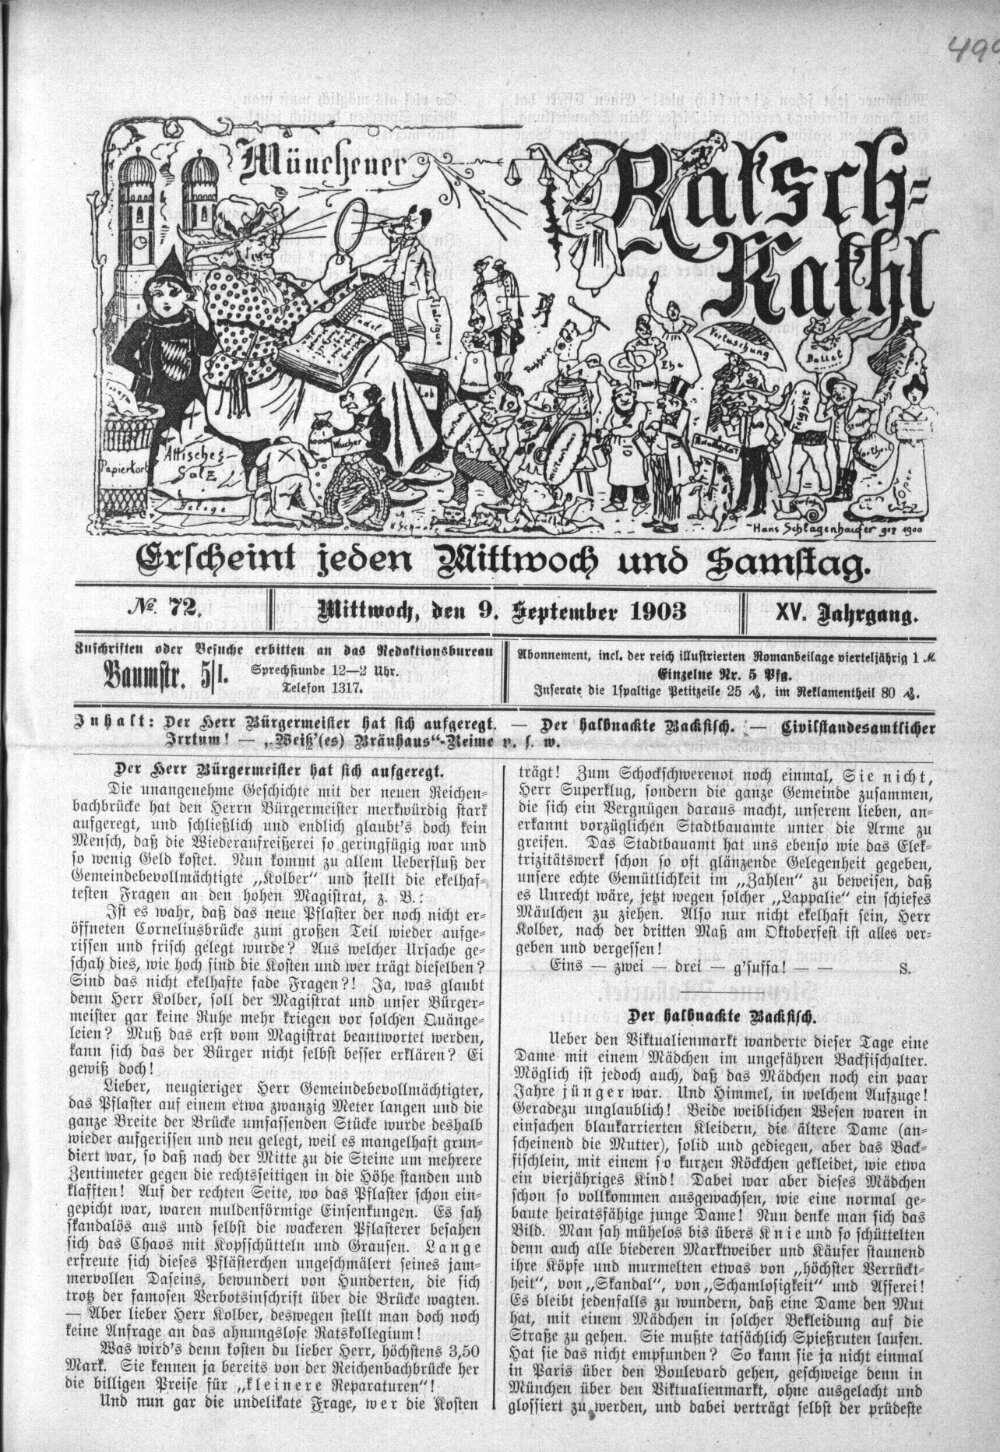 499
Münchener
Ratsch-
Kathl
Attisches-
Salz
Papierkorb
Wucher
Vertuschung
Ballet
Ehe
Hans Schlagenhaufer gez 1900
Erscheint jeden Mittwoch und Samstag.
No. 72.
Mittwoch, den 9. September 1903
XV. Jahrgang.
Zuschriften oder Besuche erbitten an das Redaktionsbureau
Baumstr. 5/I.
Sprechstunde 12—2 Uhr.
Telefon 1317.
Abonnement, incl. der reich illustrierten Romanbeilage vierteljährig 1 M
Einzelne Nr. 5 Pfg.
Inserate die 1spaltige Petitzeile 25 ₰, im Reklamentheil 80 ₰.
Inhalt: Der Herr Bürgermeister hat sich aufgeregt. — Der halbnackte Backfisch. — Civilstandesamtlicher
Irrtum! — „Weiß'(es) Bräuhaus"-Reime u. s. w.
Der Herr Bürgermeister hat sich aufgeregt.
Die unangenehme Geschichte mit der neuen Reichen-
bachbrücke hat den Herrn Bürgermeister merkwürdig stark
aufgeregt, und schließlich und endlich glaubt's doch kein
Mensch, daß die Wiederaufreißerei so geringfügig war und
so wenig Geld kostet. Nun kommt zu allem Ueberfluß der
Gemeindebevollmächtigte „Kolber" und stellt die ekelhaf-
testen Fragen an den hohen Magistrat, z. B.:
Ist es wahr, daß das neue Pflaster der noch nicht er-
öffneten Corneliusbrücke zum großen Teil wieder aufge-
rissen und frisch gelegt wurde? Aus welcher Ursache ge-
schah dies, wie hoch sind die Kosten und wer trägt dieselben?
Sind das nicht ekelhafte fade Fragen?! Ja, was glaubt
denn Herr Kolber, soll der Magistrat und unser Bürger-
meister gar keine Ruhe mehr kriegen vor solchen Quänge-
leien? Muß das erst vom Magistrat beantwortet werden,
kann sich das der Bürger nicht selbst besser erklären? Ei
gewiß doch!
Lieber, neugieriger Herr Gemeindebevollmächtigter,
das Pflaster auf einem etwa zwanzig Meter langen und die
ganze Breite der Brücke umfassenden Stücke wurde deshalb
wieder aufgerissen und neu gelegt, weil es mangelhaft grun-
diert war, so daß nach der Mitte zu die Steine um mehrere
Zentimeter gegen die rechtsseitigen in die Höhe standen und
klafften! Auf der rechten Seite, wo das Pflaster schon ein-
gepicht war, waren muldenförmige Einsenkungen. Es sah
skandalös aus und selbst die wackeren Pflasterer besahen
sich das Chaos mit Kopfschütteln und Grausen. Lange
erfreute sich dieses Pflästerchen ungeschmälert seines jam-
mervollen Daseins, bewundert von Hunderten, die sich
trotz der famosen Verbotsinschrift über die Brücke wagten.
— Aber lieber Herr Kolber, deswegen stellt man doch noch
keine Anfrage an das ahnungslose Ratskollegium!
Was wird's denn kosten du lieber Herr, höchstens 3,50
Mark. Sie kennen ja bereits von der Reichenbachbrücke her
die billigen Preise für „kleinere Reparaturen"!
Und nun gar die undelikate Frage, wer die Kosten
trägt! Zum Schockschwerenot noch einmal, Sie nicht,
Herr Superklug, sondern die ganze Gemeinde zusammen,
die sich ein Vergnügen daraus macht, unserem lieben, an-
erkannt vorzüglichen Stadtbauamte unter die Arme zu
greifen. Das Stadtbauamt hat uns ebenso wie das Elek-
trizitätswerk schon so oft glänzende Gelegenheit gegeben,
unsere echte Gemütlichkeit im „Zahlen" zu beweisen, daß
es Unrecht wäre, jetzt wegen solcher „Lappalie" ein schiefes
Mäulchen zu ziehen. Also nur nicht ekelhaft sein, Herr
Kolber, nach der dritten Maß am Oktoberfest ist alles ver-
geben und vergessen!
Eins — zwei — drei — g'suffa! — — S.
Der halbnackte Backfisch.
Ueber den Viktualienmarkt wanderte dieser Tage eine
Dame mit einem Mädchen im ungefähren Backfischalter.
Möglich ist jedoch auch, daß das Mädchen noch ein paar
Jahre jünger war. Und Himmel, in welchem Aufzuge!
Geradezu unglaublich! Beide weiblichen Wesen waren in
einfachen blaukarrierten Kleidern, die ältere Dame (an-
scheinend die Mutter), solid und gediegen, aber das Back-
fischlein, mit einem so kurzen Röckchen gekleidet, wie etwa
ein vierjähriges Kind! Dabei war aber dieses Mädchen
schon so vollkommen ausgewachsen, wie eine normal ge-
baute heiratsfähige junge Dame! Nun denke man sich das
Bild. Man sah mühelos bis übers Knie und so schüttelten
denn auch alle biederen Marktweiber und Käufer staunend
ihre Köpfe und murmelten etwas von „höchster Verrückt-
heit", von „Skandal", von „Schamlosigkeit" und Afferei!
Es bleibt jedenfalls zu wundern, daß eine Dame den Mut
hat, mit einem Mädchen in solcher Bekleidung auf die
Straße zu gehen. Sie mußte tatsächlich Spießruten laufen.
Hat sie das nicht empfunden? So kann sie ja nicht einmal
in Paris über den Boulevard gehen, geschweige denn in
München über den Viktualienmarkt, ohne ausgelacht und
glossiert zu werden, und dabei verträgt selbst der prüdeste